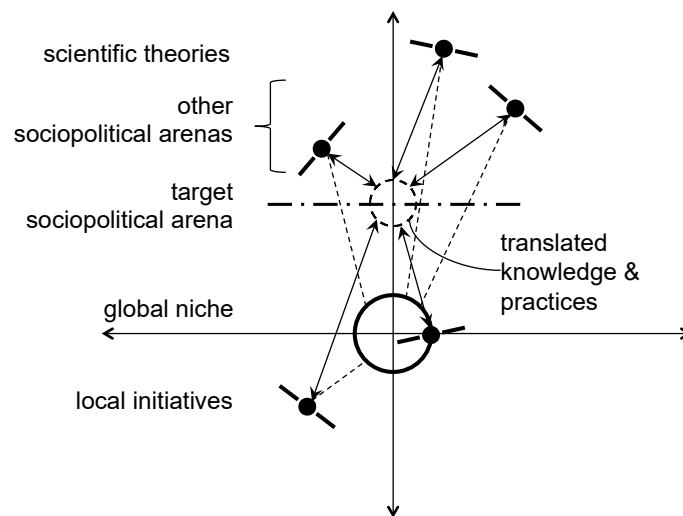 scientific theories
other
sociopolitical arenas
target
sociopolitical arena
translated
knowledge &
practices
global niche
local initiatives